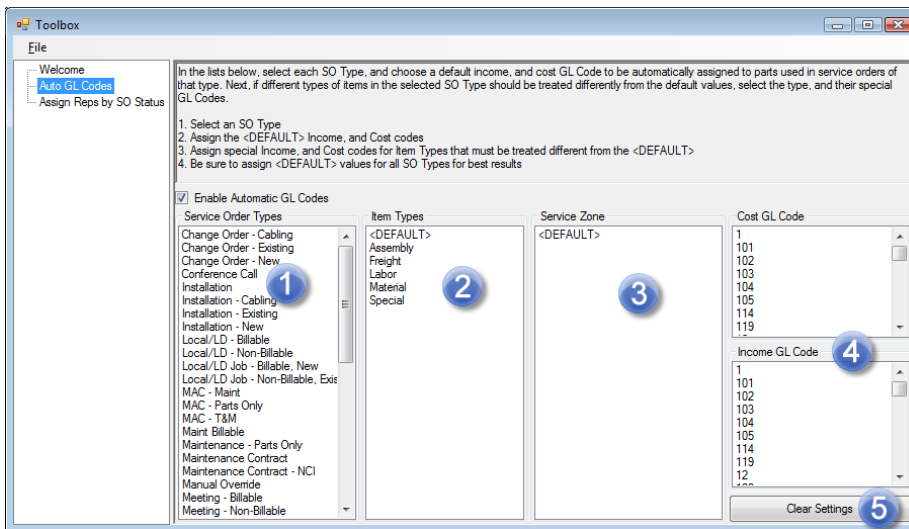 Toolbox
File
Welcome
Auto GL Codes
Assign Reps by SO Status
In the lists below, select each SO Type, and choose a default income, and cost GL Code to be automatically assigned to parts used in service orders of
that type. Next, if different types of items in the selected SO Type should be treated differently from the default values, select the type, and their special
GL Codes.
1. Select an SO Type
2. Assign the <DEFAULT> Income, and Cost codes
3. Assign special Income, and Cost codes for Item Types that must be treated different from the <DEFAULT>
4. Be sure to assign <DEFAULT> values for all SO Types for best results
Enable Automatic GL Codes
Service Order Types
Change Order - Cabling
Change Order - Existing
Change Order - New
Conference Call
Installation
Installation - Cabling
Installation - Existing
Installation - New
Local/LD - Billable
Local/LD - Non-Billable
Local/LD Job - Billable, New
Local/LD Job - Non-Billable, Exis
MAC - Maint
MAC - Parts Only
MAC - T&M
Maint Billable
Maintenance - Parts Only
Maintenance Contract
Maintenance Contract - NCI
Manual Override
Meeting - Billable
Meeting - Non-Billable
1
Item Types
<DEFAULT>
Assembly
Freight
Labor
Material
Special
2
Service Zone
<DEFAULT>
3
Cost GL Code
1
101
102
103
104
105
114
119
4
Income GL Code
1
101
102
103
104
105
114
119
12
Clear Settings
5